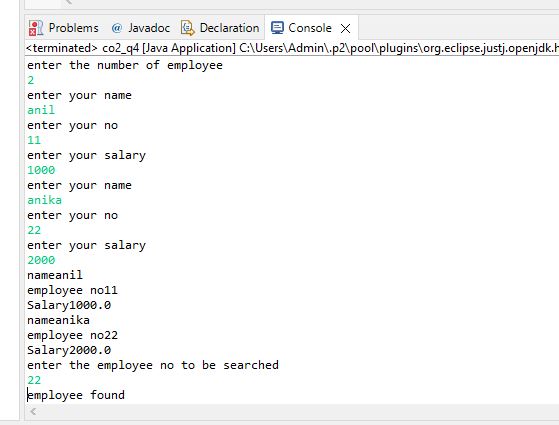 Problems Javadoc Declaration Console
<terminated> co2_q4 [Java Application] C:\Users\Admin\.p2\pool\plugins\org.eclipse.justj.openjdk.h
enter the number of employee
2
enter your name
anil
enter your no
11
enter your salary
1000
enter your name
anika
enter your no
22
enter your salary
2000
nameanil
employee no11
Salary1000.0
nameanika
employee no22
Salary2000.0
enter the employee no to be searched
22
employee found